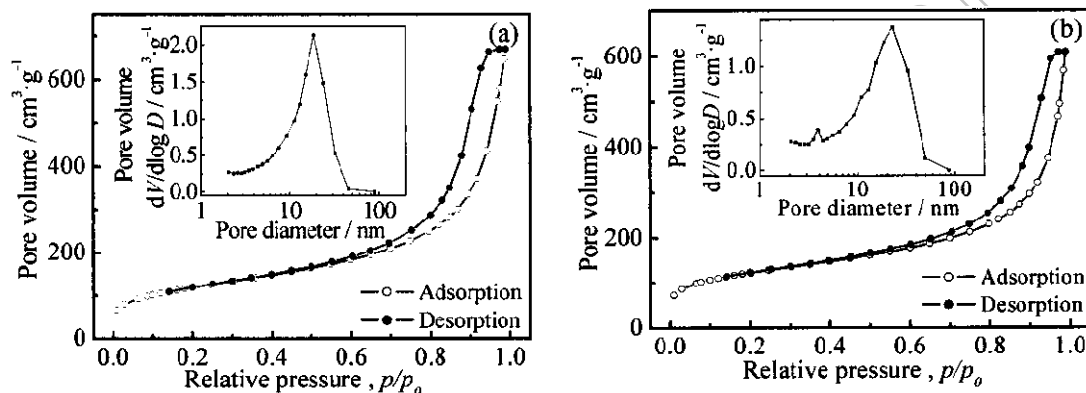 (a)
Pore volume / cm³·g⁻¹
600
400
200
0
0.0 0.2 0.4 0.6 0.8 1.0
Relative pressure , p/pₒ
Pore volume
dV/dlog D / cm³·g⁻¹
2.0
1.5
1.0
0.5
0.0
1 10 100
Pore diameter / nm
Adsorption
Desorption
(b)
Pore volume / cm³·g⁻¹
600
400
200
0
0.0 0.2 0.4 0.6 0.8 1.0
Relative pressure , p/pₒ
Pore volume
dV/dlogD / cm³·g⁻¹
1.0
0.5
0.0
1 10 100
Pore diameter / nm
Adsorption
Desorption